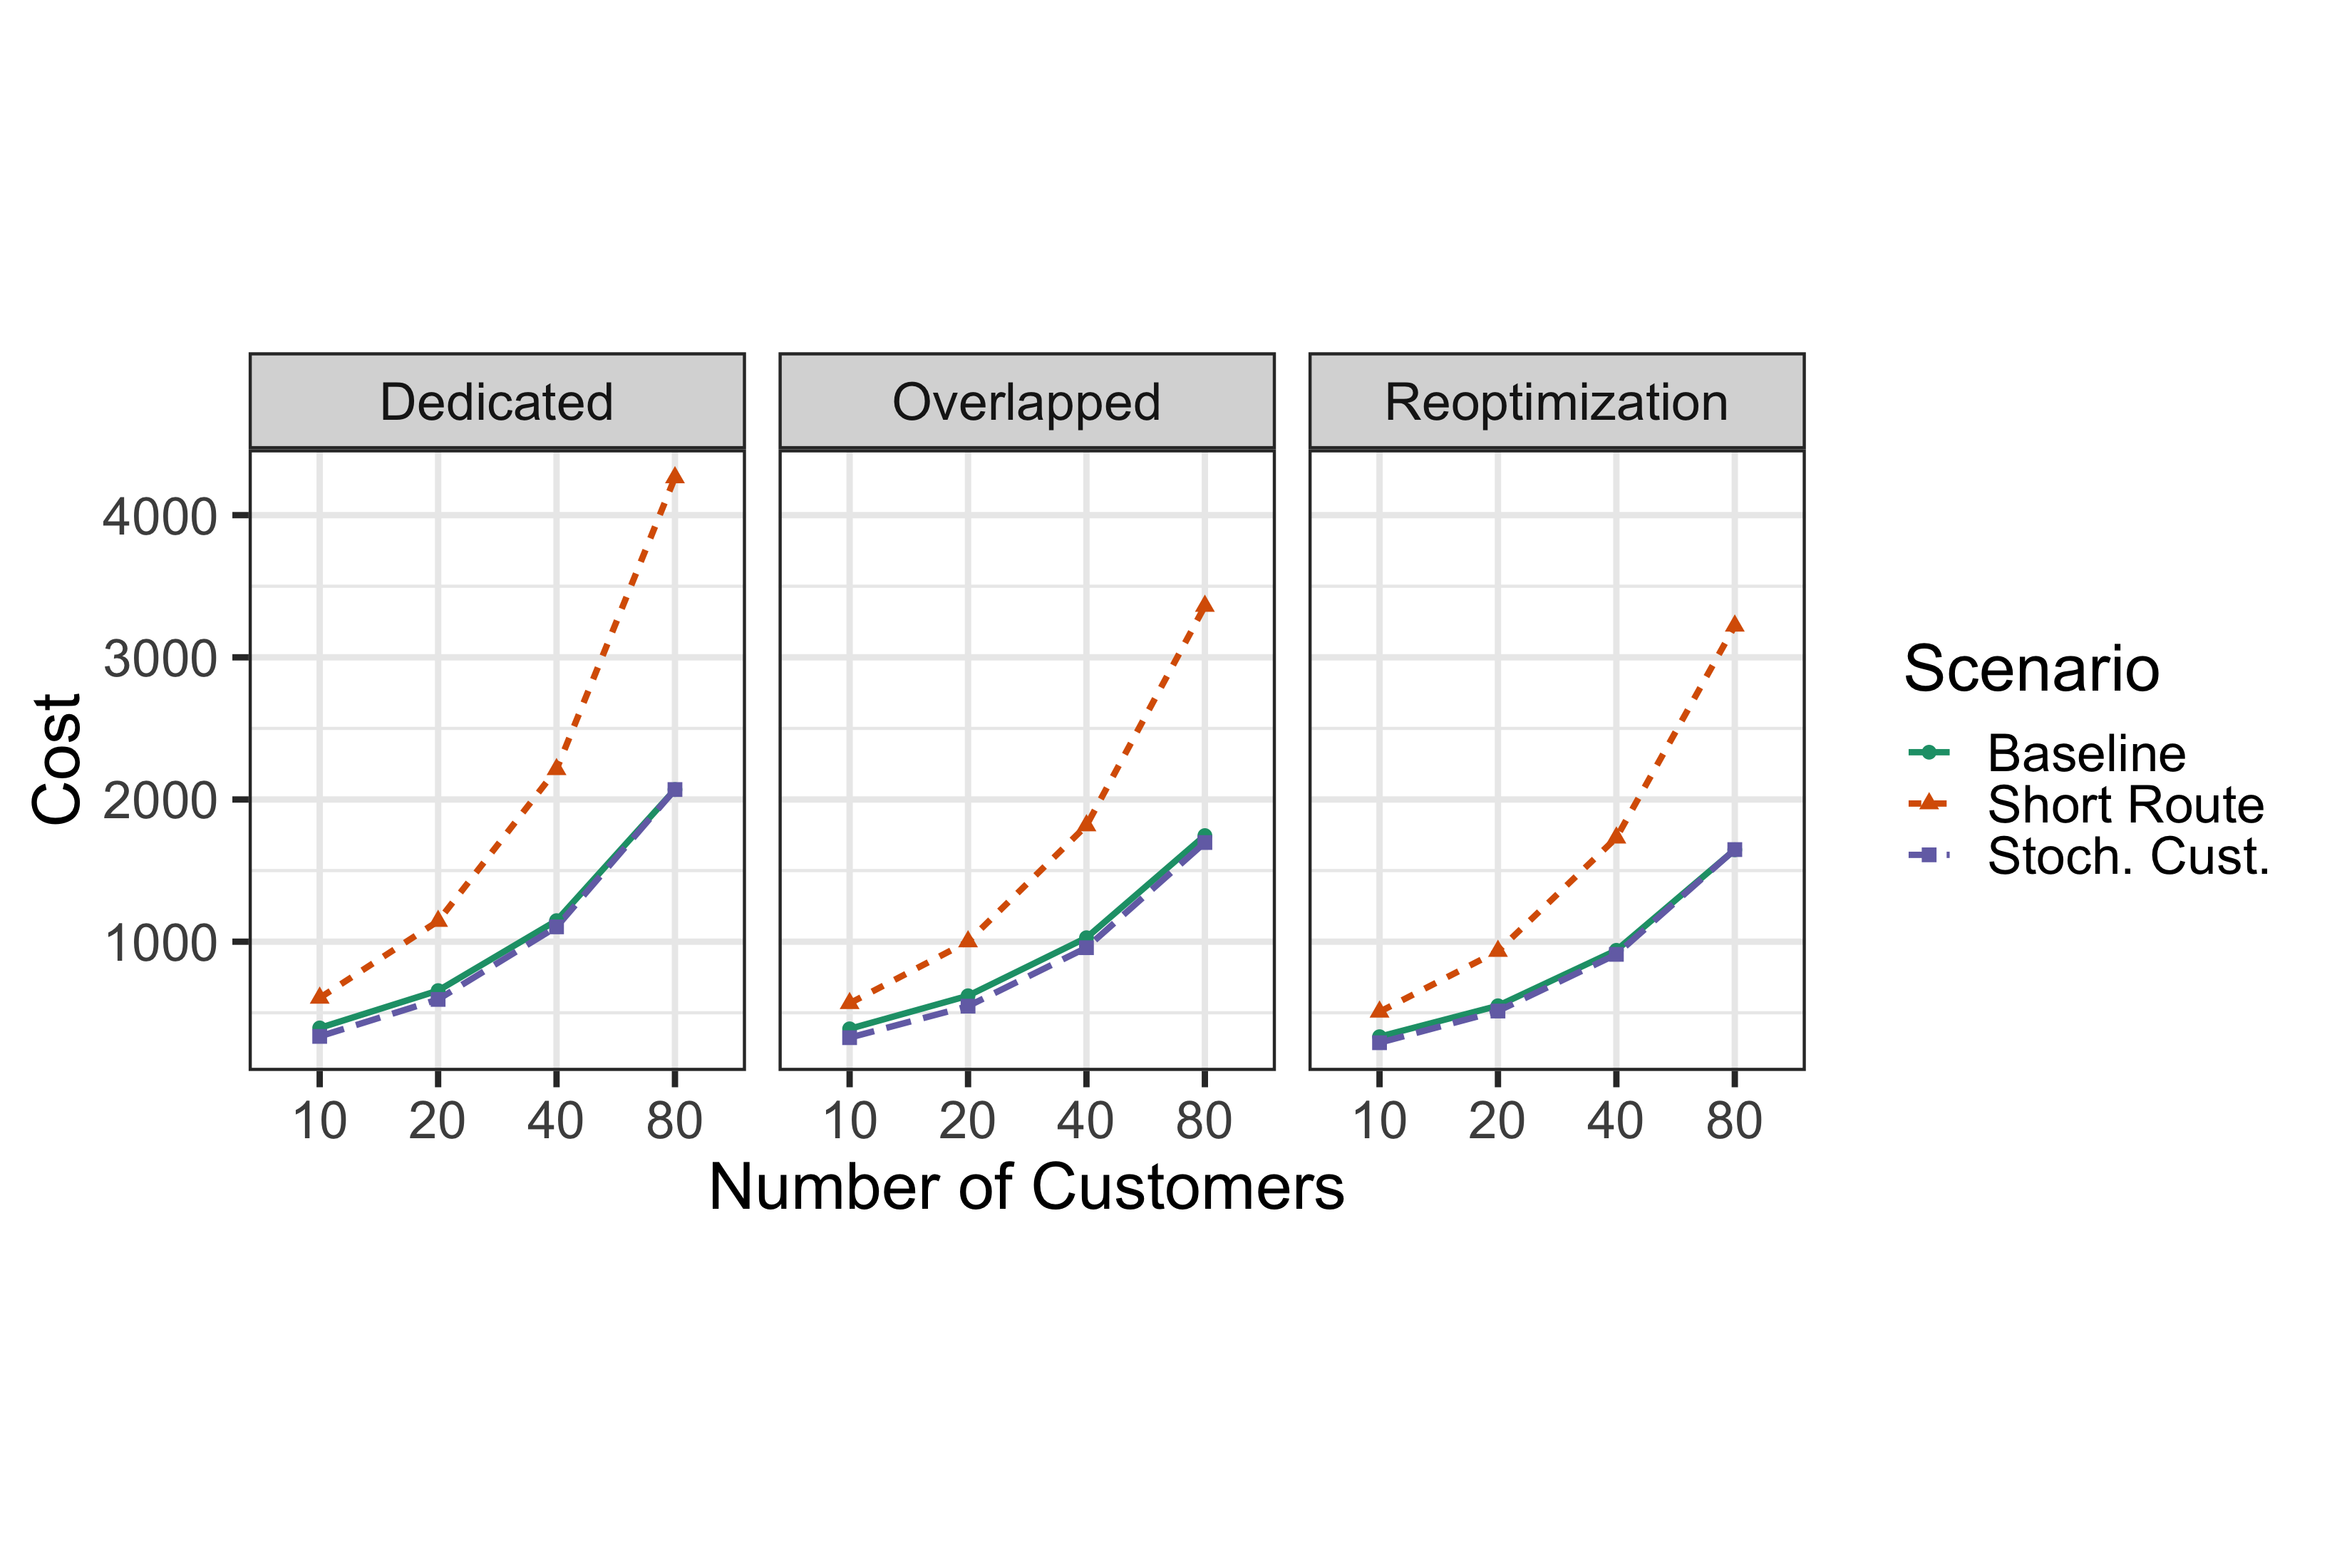 Dedicated Overlapped Reoptimization
4000
3000
2000
1000
Cost
10 20 40 80 10 20 40 80 10 20 40 80
Number of Customers
Scenario
Baseline
Short Route
Stoch. Cust.